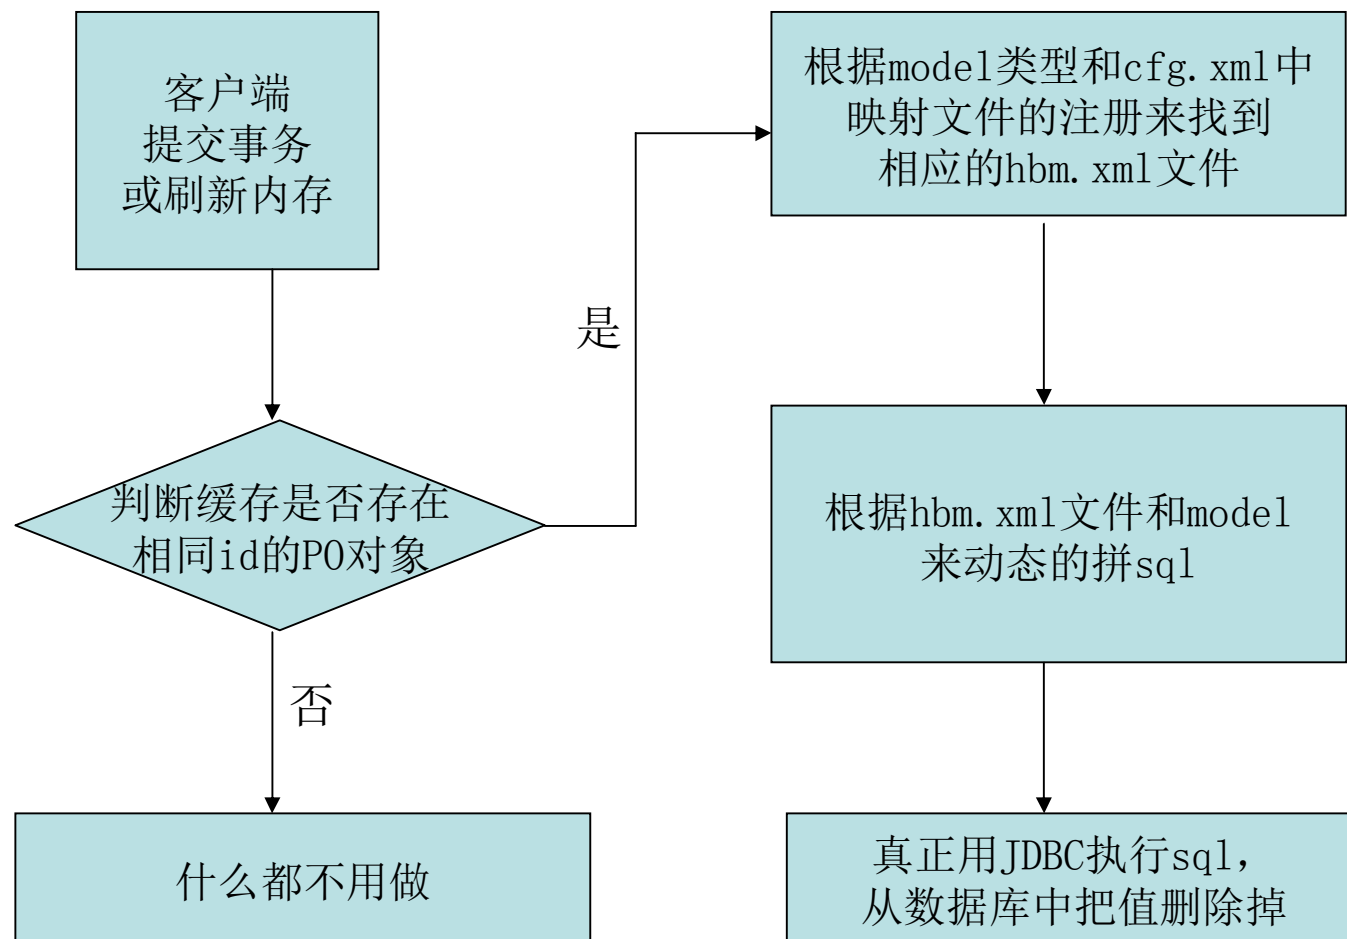 客户端
提交事务
或刷新内存
判断缓存是否存在
相同id的PO对象
是
否
什么都不用做
根据model类型和cfg.xml中
映射文件的注册来找到
相应的hbm.xml文件
根据hbm.xml文件和model
来动态的拼sql
真正用JDBC执行sql，
从数据库中把值删除掉